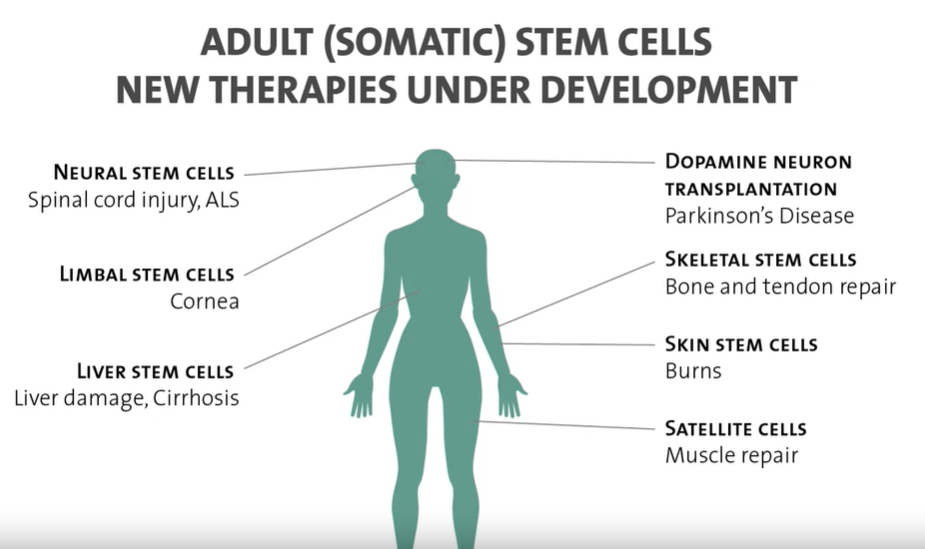 ADULT (SOMATIC) STEM CELLS
NEW THERAPIES UNDER DEVELOPMENT
NEURAL STEM CELLS
Spinal cord injury, ALS
LIMBAL STEM CELLS
Cornea
LIVER STEM CELLS
Liver damage, Cirrhosis
DOPAMINE NEURON
TRANSPLANTATION
Parkinson's Disease
SKELETAL STEM CELLS
Bone and tendon repair
SKIN STEM CELLS
Burns
SATELLITE CELLS
Muscle repair